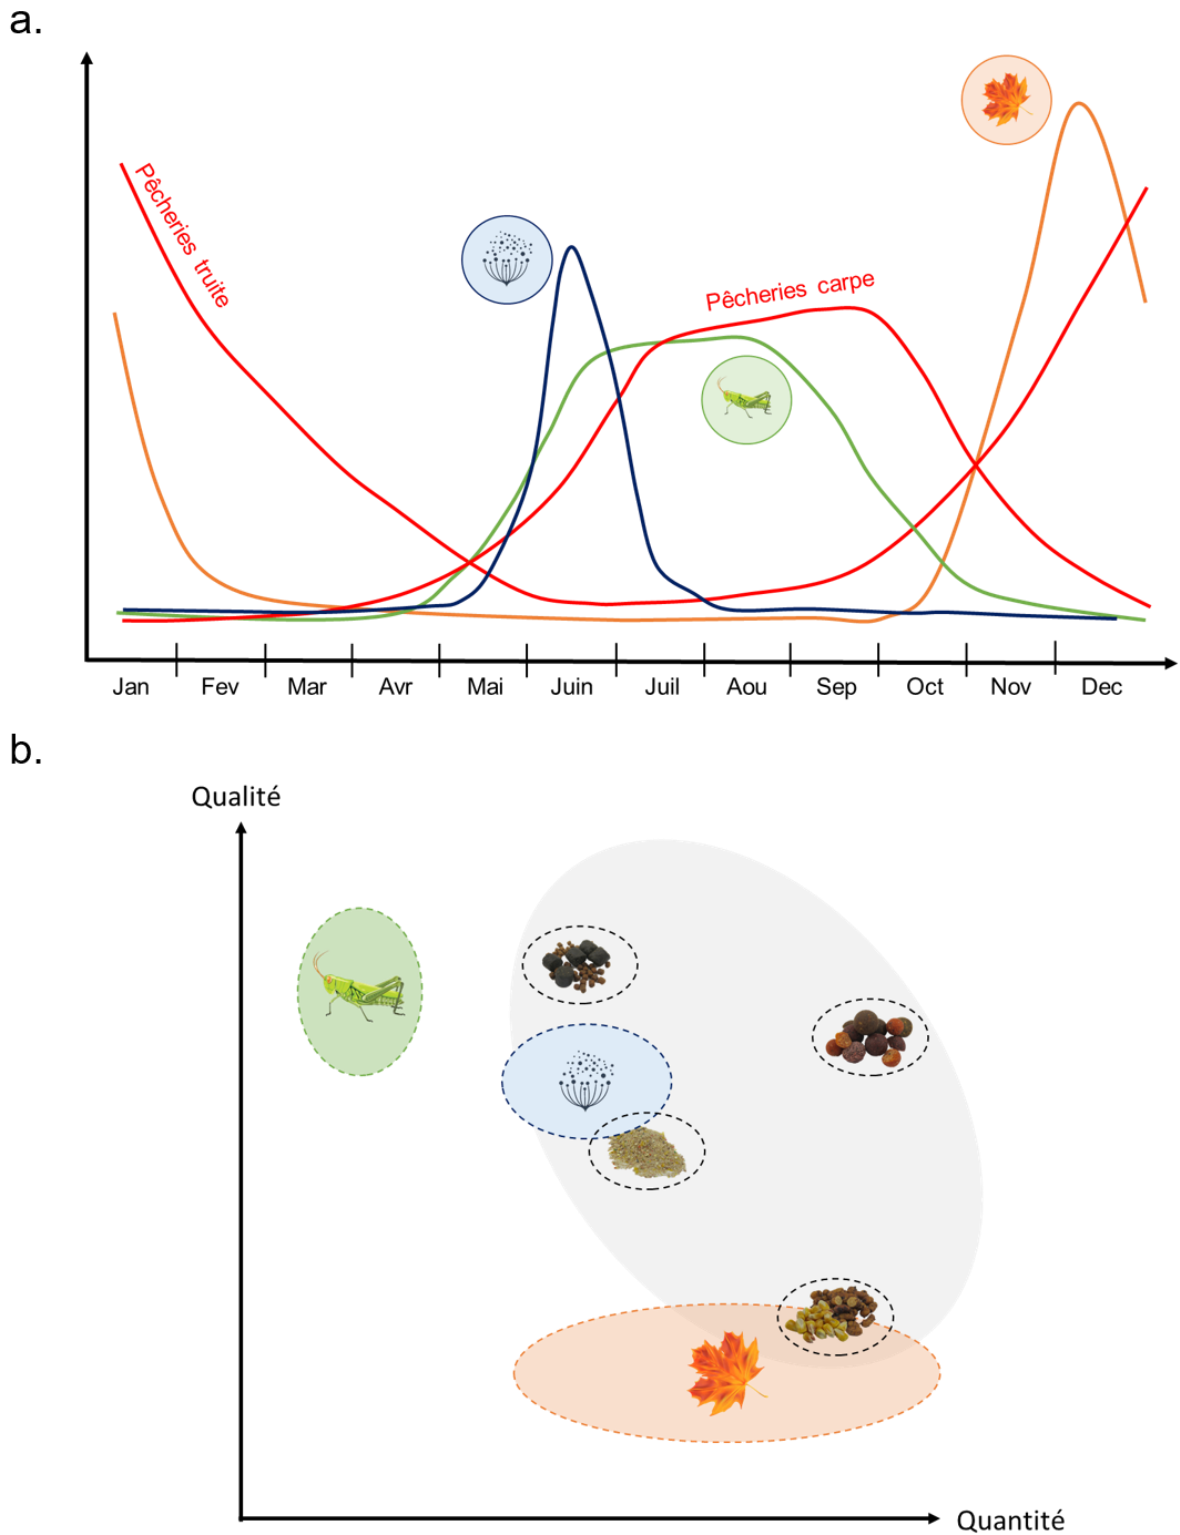 a.
Pêcheries truite
Pêcheries carpe
Jan Fev Mar Avr Mai Juin Juil Aou Sep Oct Nov Dec
b.
Qualité
Quantité